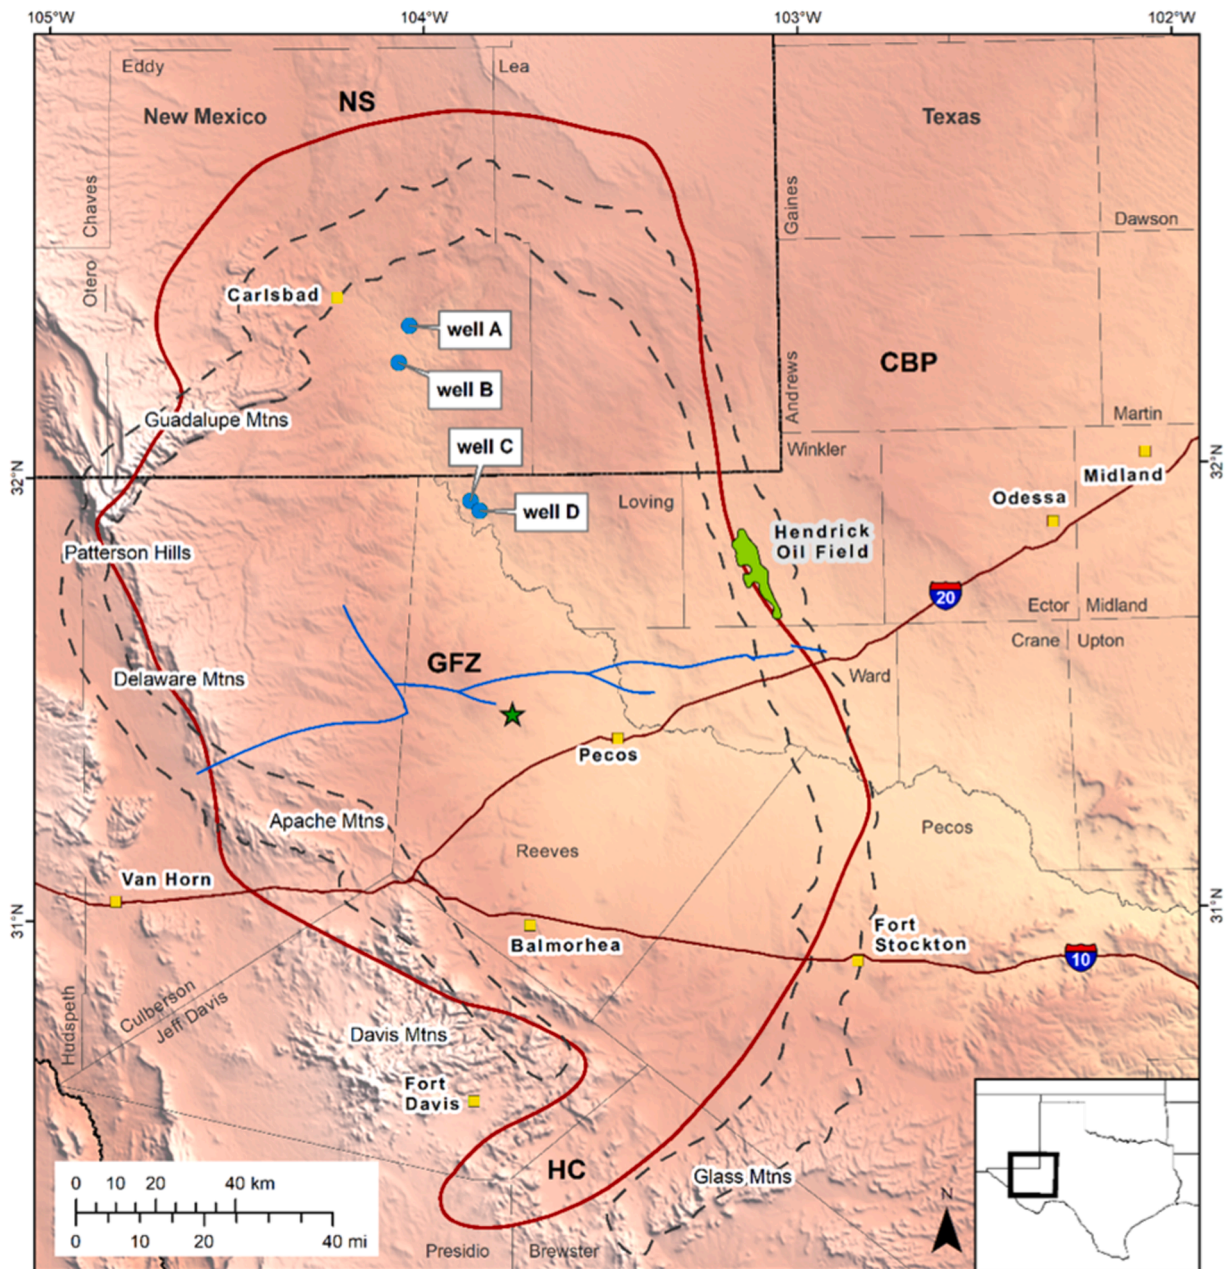 105°W
104°W
103°W
102°W
Eddy
Lea
NS
New Mexico
Texas
Chaves
Gaines
Dawson
Otero
Carlsbad
well A
CBP
well B
Andrews
Martin
Guadalupe Mtns
well C
Winkler
Midland
32°N
32°N
Odessa
Loving
well D
Hendrick
Oil Field
Patterson Hills
20
Ector
Midland
Crane
Upton
GFZ
Delaware Mtns
Ward
Pecos
Apache Mtns
Pecos
Reeves
Van Horn
31°N
31°N
Fort
Stockton
Balmorhea
10
Culberson
Jeff Davis
Hudspeth
Davis Mtns
Fort
Davis
HC
Glass Mtns
0 10 20 40 km
0 10 20 40 mi
N
Presidio
Brewster